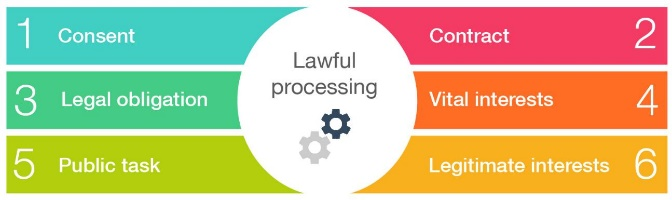 1 Consent
Lawful
processing
Contract 2
3 Legal obligation
Vital interests 4
5 Public task
Legitimate interests 6